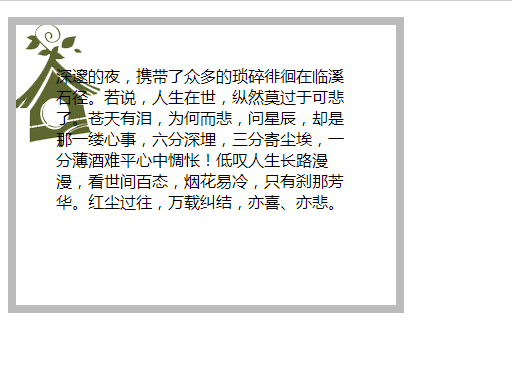 深邃的夜，携带了众多的琐碎徘徊在临溪
石径。若说，人生在世，纵然莫过于可悲
了。苍天有泪，为何而悲，问星辰，却是
那一缕心事，六分深埋，三分寄尘埃，一
分薄酒难平心中惆怅！低叹人生长路漫
漫，看世间百态，烟花易冷，只有刹那芳
华。红尘过往，万载纠结，亦喜、亦悲。